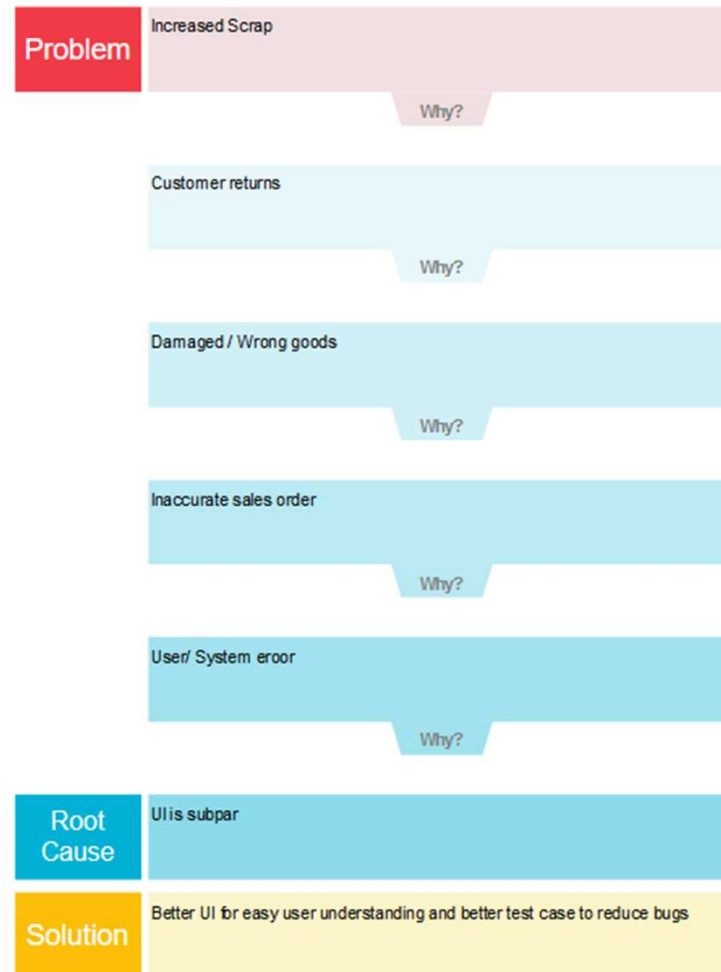 Problem
Increased Scrap
Why?
Customer returns
Why?
Damaged / Wrong goods
Why?
Inaccurate sales order
Why?
User/ System eroor
Why?
Root
Cause
UI is subpar
Solution
Better UI for easy user understanding and better test case to reduce bugs